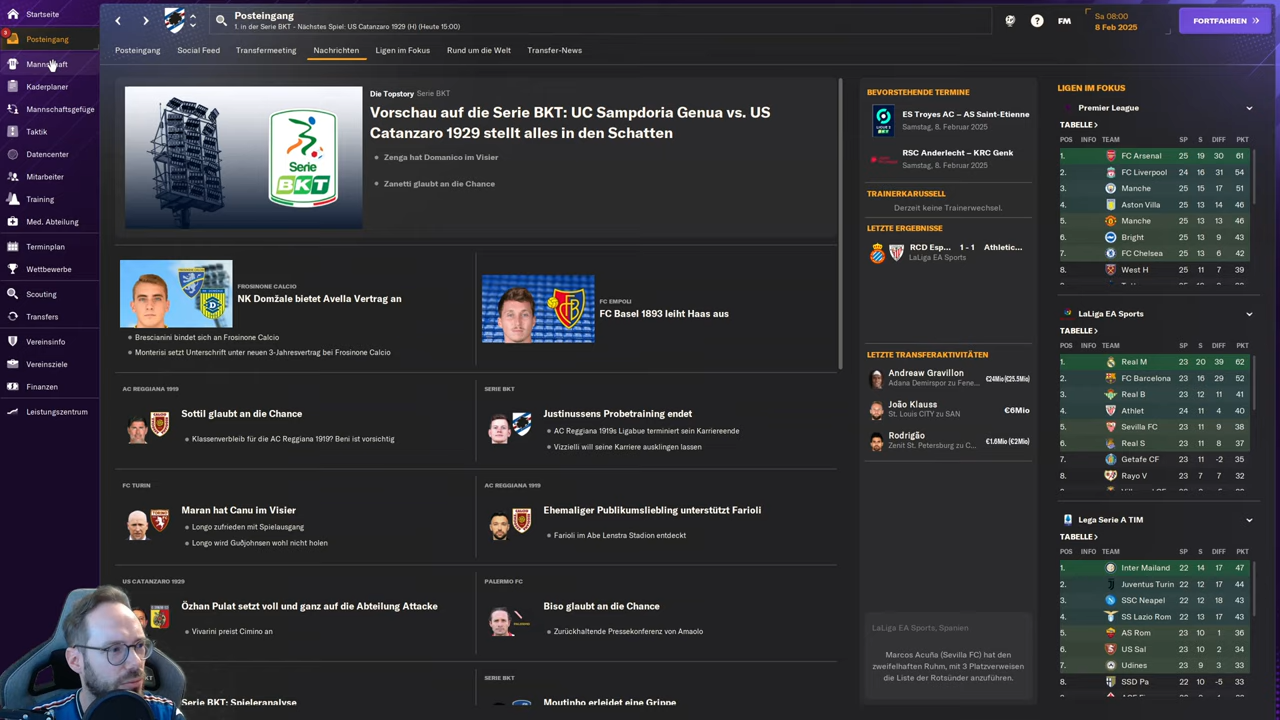 Startseite
Posteingang
3
Mannschaft
Kaderplaner
Mannschaftsgefüge
Taktik
Datencenter
Mitarbeiter
Training
Med. Abteilung
Terminplan
Wettbewerbe
Scouting
Transfers
Vereinsinfo
Vereinsziele
Finanzen
Leistungszentrum
Posteingang
1. in der Serie BKT - Nächstes Spiel: US Catanzaro 1929 (H) (Heute 15:00)
?
FM
Sa 08:00
8 Feb 2025
FORTFAHREN
Posteingang Social Feed Transfermeeting Nachrichten Ligen im Fokus Rund um die Welt Transfer-News
Die Topstory Serie BKT
Vorschau auf die Serie BKT: UC Sampdoria Genua vs. US
Catanzaro 1929 stellt alles in den Schatten
Zenga hat Domanico im Visier
Zanetti glaubt an die Chance
Serie
BKT
FROSINONE CALCIO
NK Domžale bietet Avella Vertrag an
Brescianini bindet sich an Frosinone Calcio
Monterisi setzt Unterschrift unter neuen 3-Jahresvertrag bei Frosinone Calcio
FC EMPOLI
FC Basel 1893 leiht Haas aus
AC REGGIANA 1919
Sottil glaubt an die Chance
Klassenverbleib für die AC Reggiana 1919? Beni ist vorsichtig
SERIE BKT
Justinussens Probetraining endet
AC Reggiana 1919s Ligabue terminiert sein Karriereende
Vizzielli will seine Karriere ausklingen lassen
FC TURIN
Maran hat Canu im Visier
Longo zufrieden mit Spielausgang
Longo wird Guðjohnsen wohl nicht holen
AC REGGIANA 1919
Ehemaliger Publikumsliebling unterstützt Farioli
Farioli im Abe Lenstra Stadion entdeckt
US CATANZARO 1929
Özhan Pulat setzt voll und ganz auf die Abteilung Attacke
Vivarini preist Cimino an
PALERMO FC
Biso glaubt an die Chance
Zurückhaltende Pressekonferenz von Amaolo
Serie BKT: Spieleranalyse
SERIE BKT
Moutinho erleidet eine Grippe
BEVORSTEHENDE TERMINE
ES Troyes AC – AS Saint-Etienne
Samstag, 8. Februar 2025
RSC Anderlecht – KRC Genk
Samstag, 8. Februar 2025
TRAINERKARUSSELL
Derzeit keine Trainerwechsel.
LETZTE ERGEBNISSE
RCD Esp... 1 - 1 Athletic...
LaLiga EA Sports
LETZTE TRANSFERAKTIVITÄTEN
Andreaw Gravillon
Adana Demirspor zu Fene...
€24Mio (€25.5Mio)
João Klauss
St. Louis CITY zu SAN
€6Mio
Rodrigão
Zenit St. Petersburg zu C...
€1.6Mio (€2Mio)
LaLiga EA Sports, Spanien
Marcos Acuña (Sevilla FC) hat den
zweifelhaften Ruhm, mit 3 Platzverweisen
die Liste der Rotsünder anzuführen.
LIGEN IM FOKUS
Premier League
TABELLE
POS INFO TEAM SP S DIFF PKT
1. FC Arsenal 25 19 30 61
2. FC Liverpool 24 16 31 54
3. Manche 25 15 17 51
4. Aston Villa 25 13 14 46
5. Manche 25 13 13 46
6. Bright 25 13 9 43
7. FC Chelsea 25 13 6 42
8. West H 25 11 7 39
LaLiga EA Sports
TABELLE
POS INFO TEAM SP S DIFF PKT
1. Real M 23 20 39 62
2. FC Barcelona 23 16 29 52
3. Real B 23 12 11 41
4. Athlet 24 11 4 40
5. Sevilla FC 23 11 9 38
6. Real S 23 11 8 37
7. Getafe CF 23 11 -2 35
8. Rayo V 23 7 7 32
Lega Serie A TIM
TABELLE
POS INFO TEAM SP S DIFF PKT
1. Inter Mailand 22 14 17 47
2. Juventus Turin 22 12 17 44
3. SSC Neapel 22 12 18 43
4. SS Lazio Rom 22 13 12 43
5. AS Rom 23 10 1 36
6. US Sal 23 10 2 34
7. Udines 23 9 3 33
8. SSD Pa 22 10 -5 33